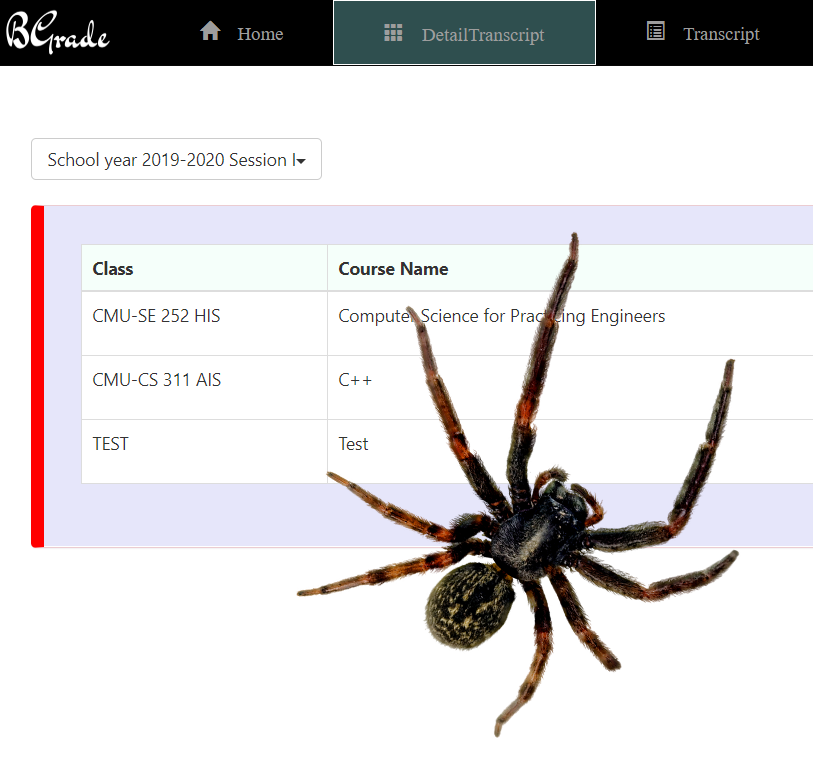 BGrade Home DetailTranscript Transcript
School year 2019-2020 Session I
Class Course Name
CMU-SE 252 HIS Computer Science for Practicing Engineers
CMU-CS 311 AIS C++
TEST Test